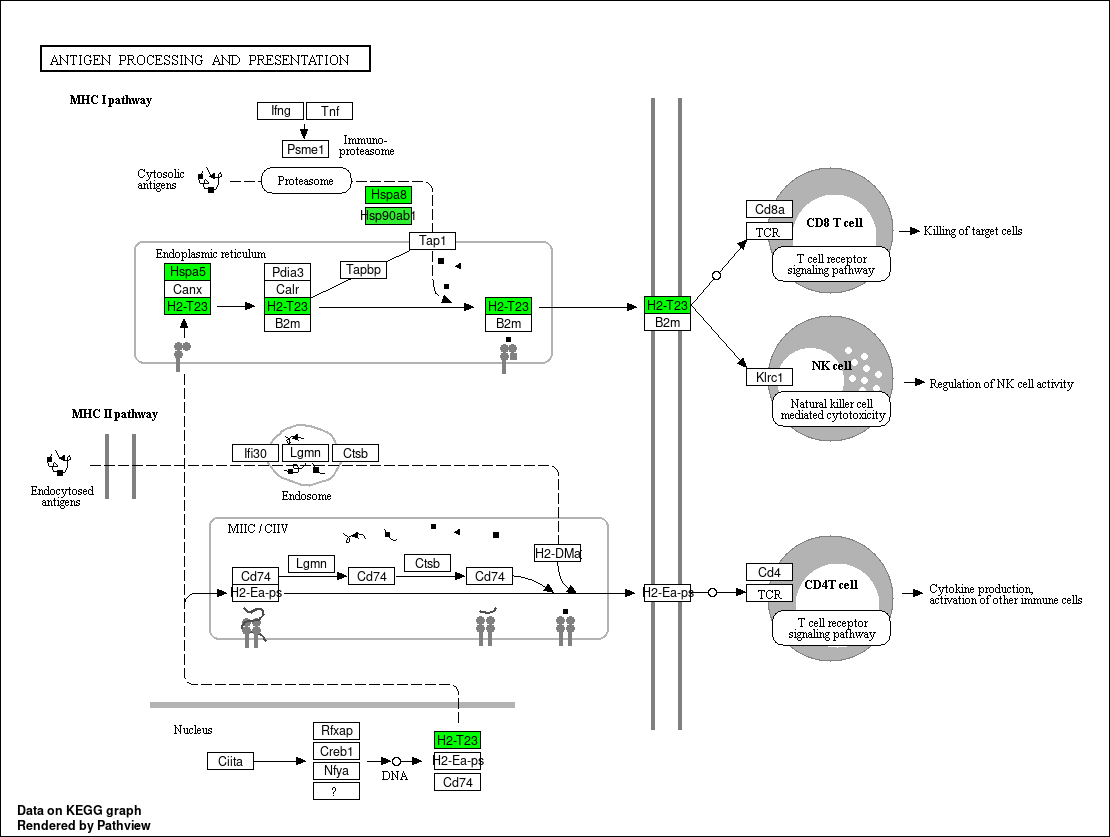 ANTIGEN PROCESSING AND PRESENTATION
MHC I pathway
Ifng
Tnf
Psme1
Immuno-
proteasome
Cytosolic
antigens
Proteasome
Hspa8
Hsp90ab1
Tap1
Endoplasmic reticulum
Hspa5
Canx
H2-T23
Pdia3
Calr
H2-T23
B2m
Tapbp
H2-T23
B2m
H2-T23
B2m
Cd8a
TCR
CD8 T cell
T cell receptor
signaling pathway
Killing of target cells
Klrc1
NK cell
Natural killer cell
mediated cytotoxicity
Regulation of NK cell activity
MHC II pathway
Endocytosed
antigens
Ifi30
Lgmn
Ctsb
Endosome
MIIC / CIIV
Cd74
H2-Ea-ps
Lgmn
Cd74
Ctsb
Cd74
H2-DMa
H2-Ea-ps
Cd4
TCR
CD4T cell
T cell receptor
signaling pathway
Cytokine production,
activation of other immune cells
Nucleus
Ciita
Rfxap
Creb1
Nfya
?
DNA
H2-T23
H2-Ea-ps
Cd74
Data on KEGG graph
Rendered by Pathview